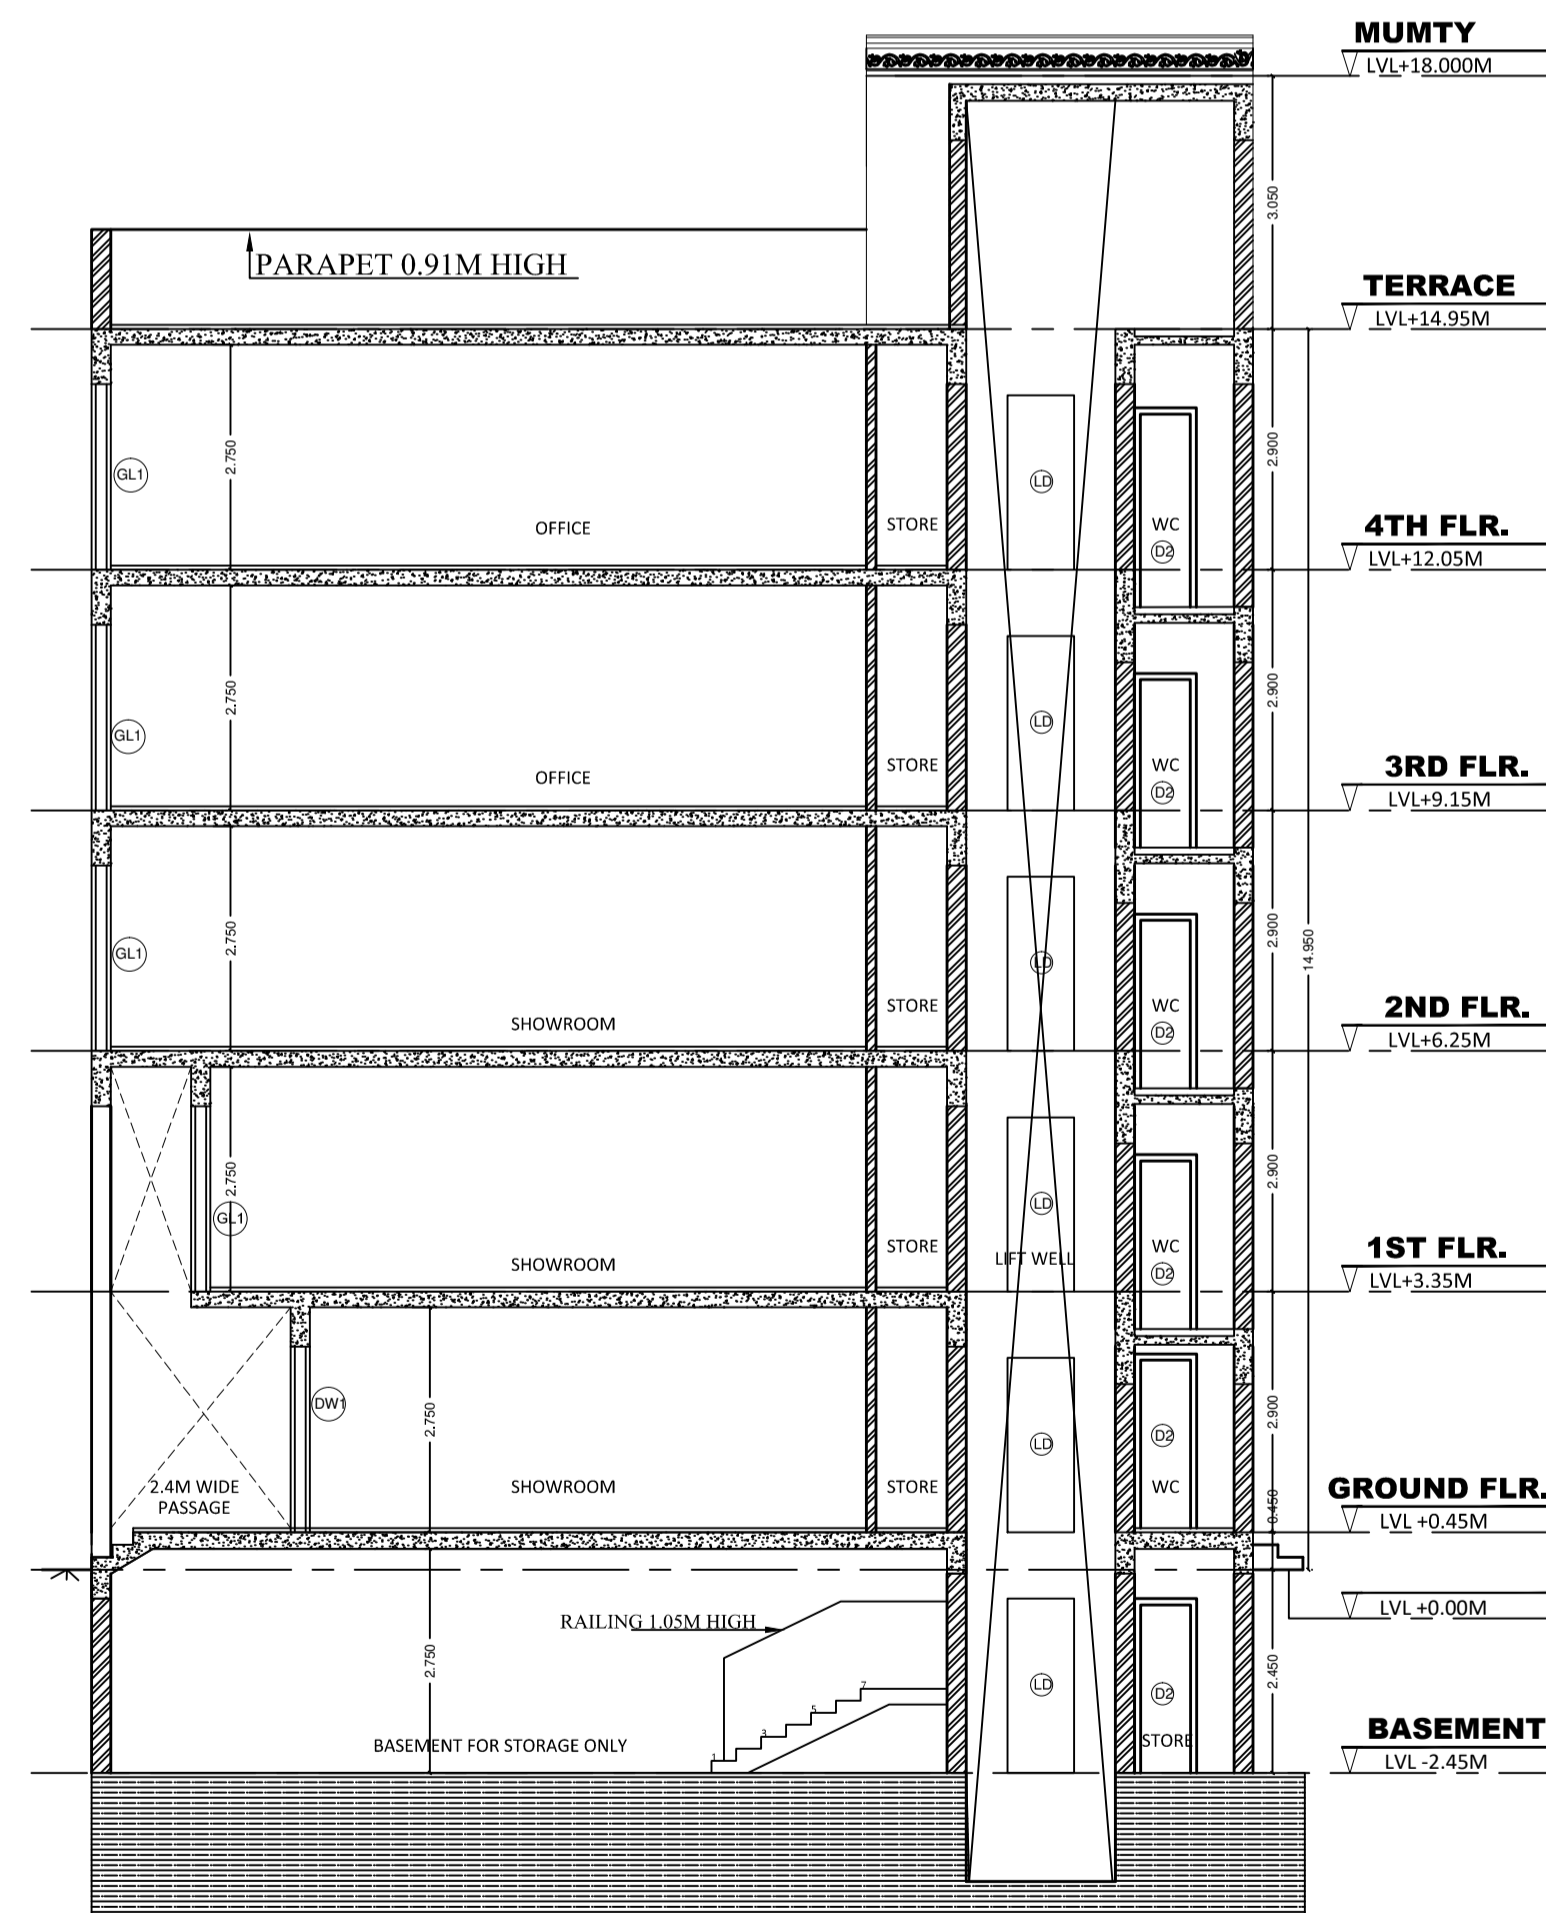 MUMTY
LVL+18.000M
3.050
PARAPET 0.91M HIGH
TERRACE
LVL+14.95M
2.750
2.900
GL1
LD
OFFICE
STORE
WC
D2
4TH FLR.
LVL+12.05M
2.750
2.900
GL1
LD
OFFICE
STORE
WC
D2
3RD FLR.
LVL+9.15M
2.750
2.900
14.950
GL1
LD
SHOWROOM
STORE
WC
D2
2ND FLR.
LVL+6.25M
2.750
2.900
GL1
LD
SHOWROOM
STORE
LIFT WELL
WC
D2
1ST FLR.
LVL+3.35M
DW1
2.750
2.900
LD
D2
2.4M WIDE
PASSAGE
SHOWROOM
STORE
WC
GROUND FLR.
0.450
LVL +0.45M
LVL +0.00M
RAILING 1.05M HIGH
2.750
2.450
LD
D2
7
5
3
1
BASEMENT FOR STORAGE ONLY
STORE
BASEMENT
LVL -2.45M